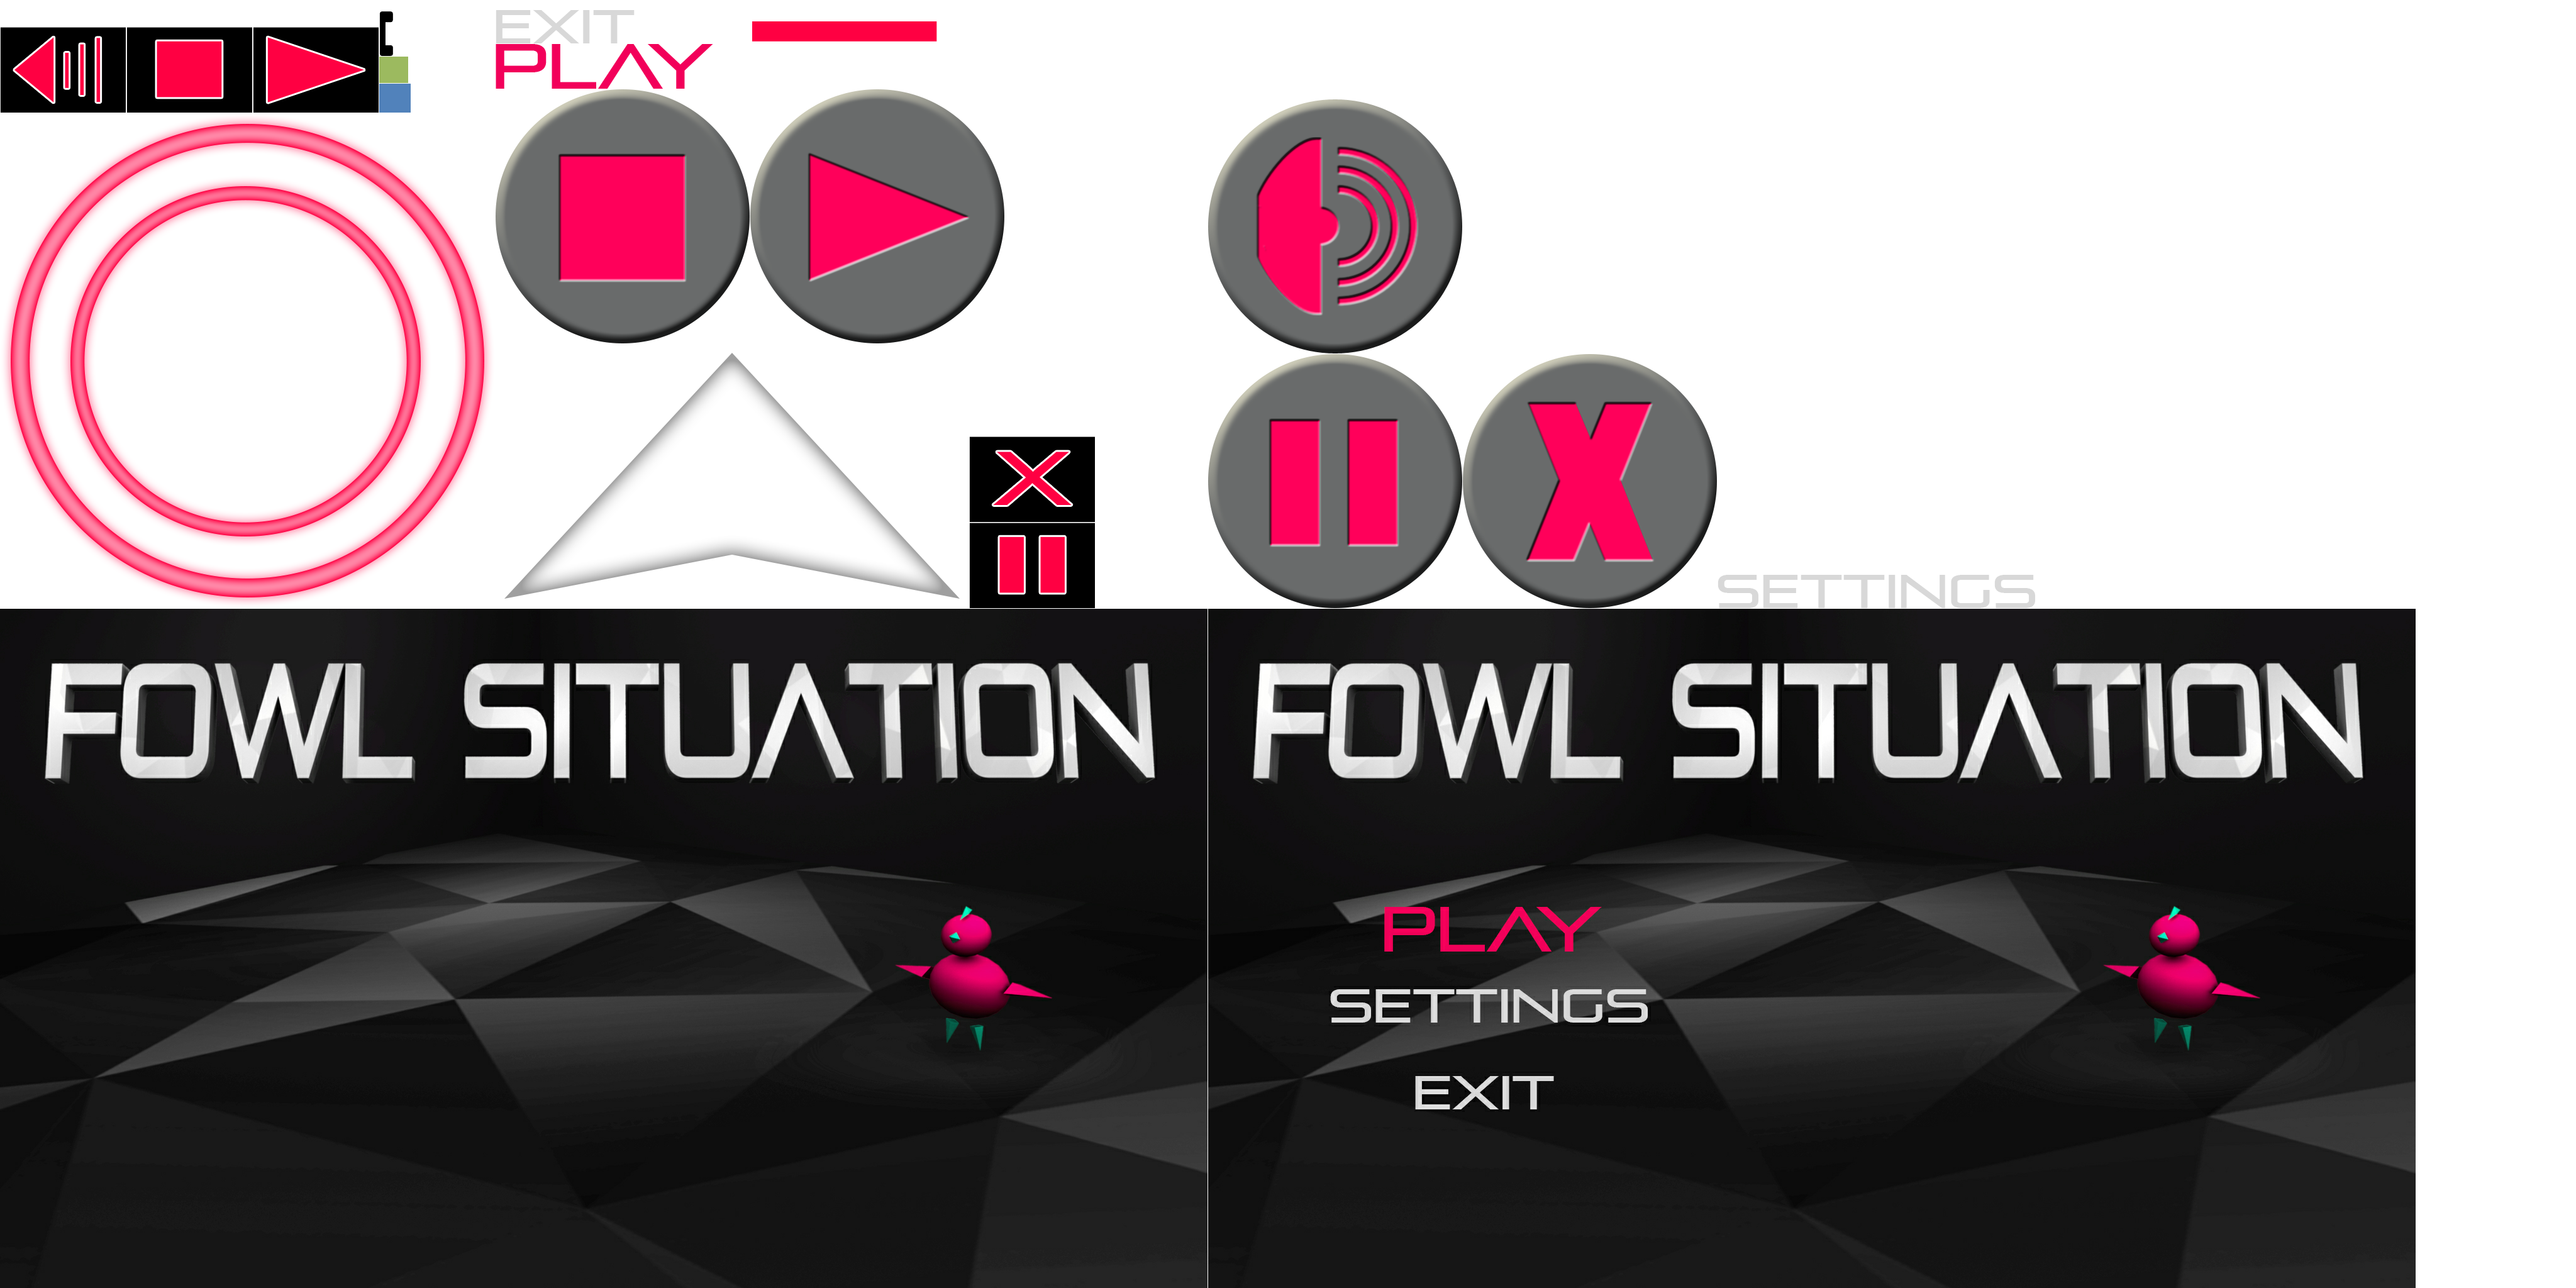 EXIT
PLAY
SETTINGS
FOWL SITUATION
FOWL SITUATION
PLAY
SETTINGS
EXIT